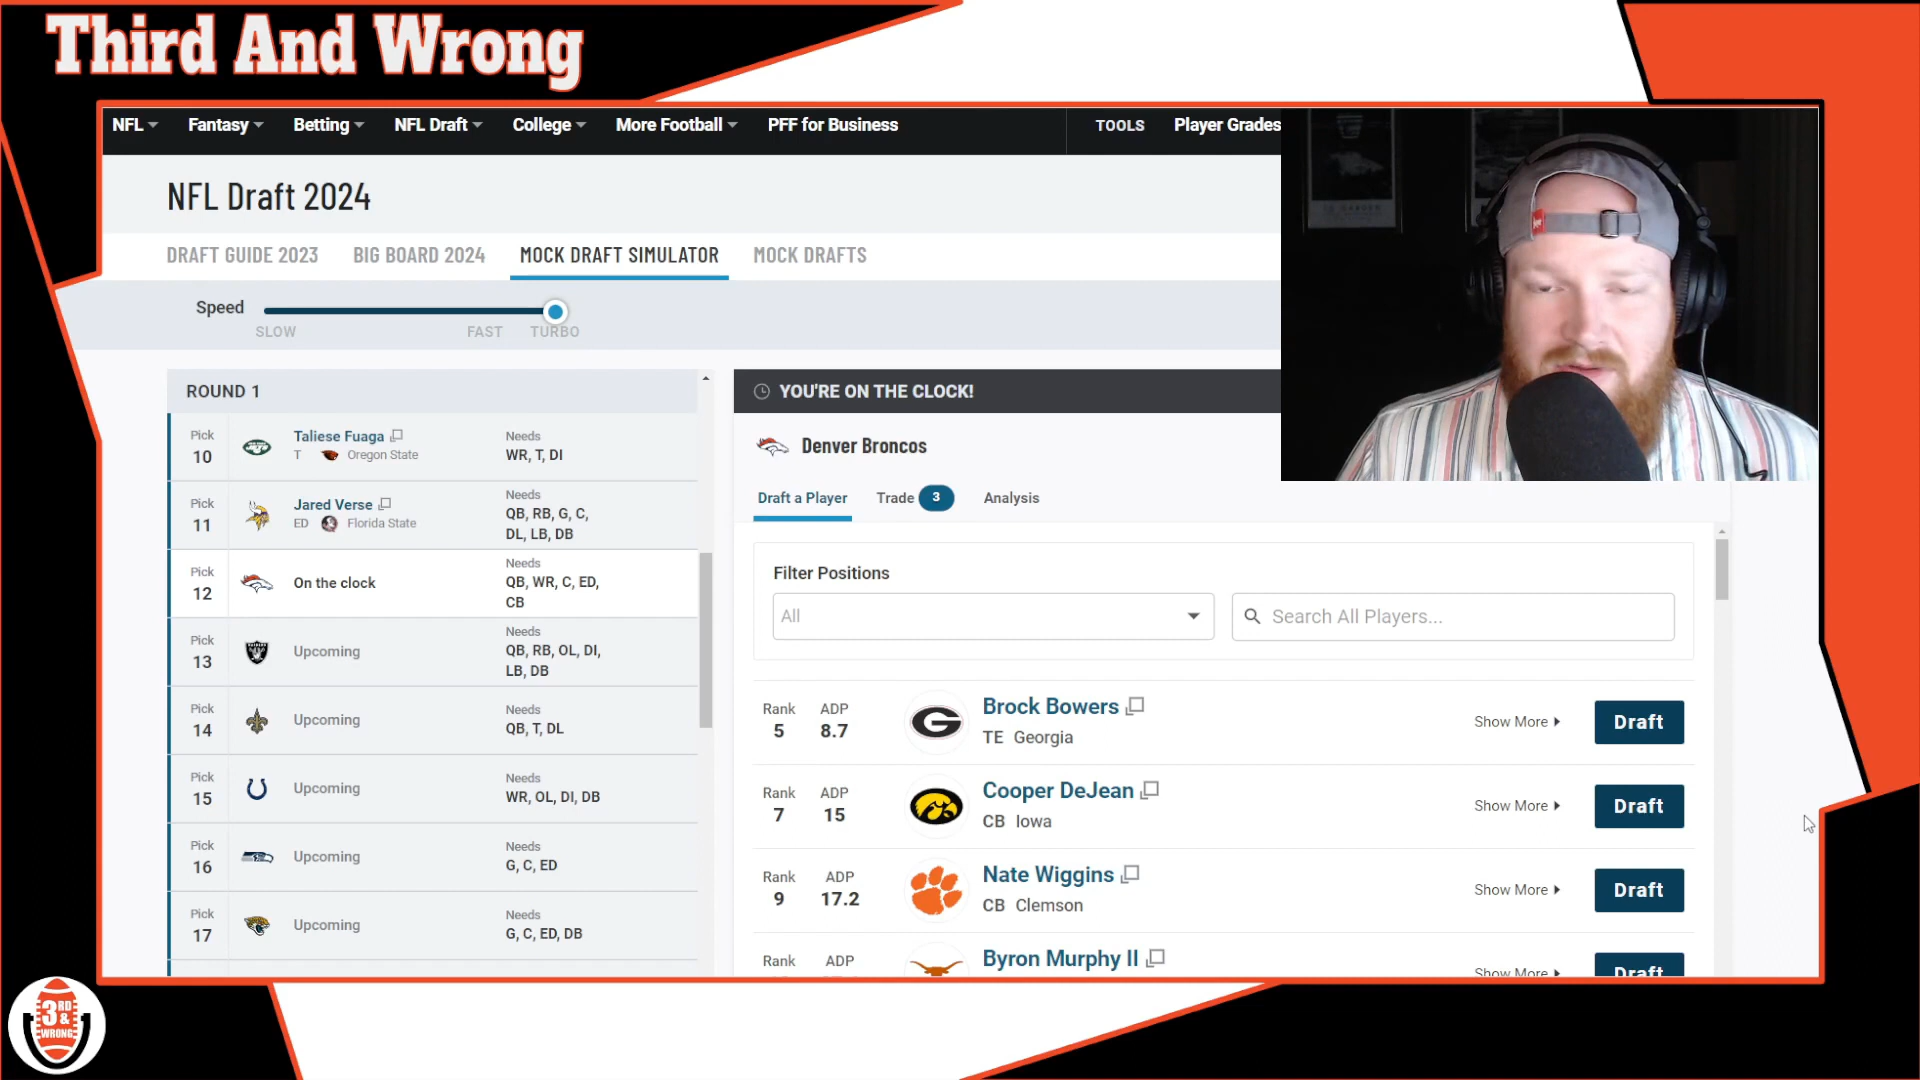 Third And Wrong
NFL Fantasy Betting NFL Draft College More Football PFF for Business TOOLS Player Grades
NFL Draft 2024
DRAFT GUIDE 2023 BIG BOARD 2024 MOCK DRAFT SIMULATOR MOCK DRAFTS
Speed
SLOW FAST TURBO
ROUND 1
Pick 10 Taliese Fuaga Needs
T Oregon State WR, T, DI
Pick 11 Jared Verse Needs
ED Florida State QB, RB, G, C,
DL, LB, DB
Pick 12 On the clock Needs
QB, WR, C, ED,
CB
Pick 13 Upcoming Needs
QB, RB, OL, DI,
LB, DB
Pick 14 Upcoming Needs
QB, T, DL
Pick 15 Upcoming Needs
WR, OL, DI, DB
Pick 16 Upcoming Needs
G, C, ED
Pick 17 Upcoming Needs
G, C, ED, DB
YOU'RE ON THE CLOCK!
Denver Broncos
Draft a Player Trade 3 Analysis
Filter Positions
All Search All Players...
Rank 5 ADP 8.7 Brock Bowers Show More Draft
TE Georgia
Rank 7 ADP 15 Cooper DeJean Show More Draft
CB Iowa
Rank 9 ADP 17.2 Nate Wiggins Show More Draft
CB Clemson
Rank ADP Byron Murphy II Show More Draft
3RD
&
WRONG